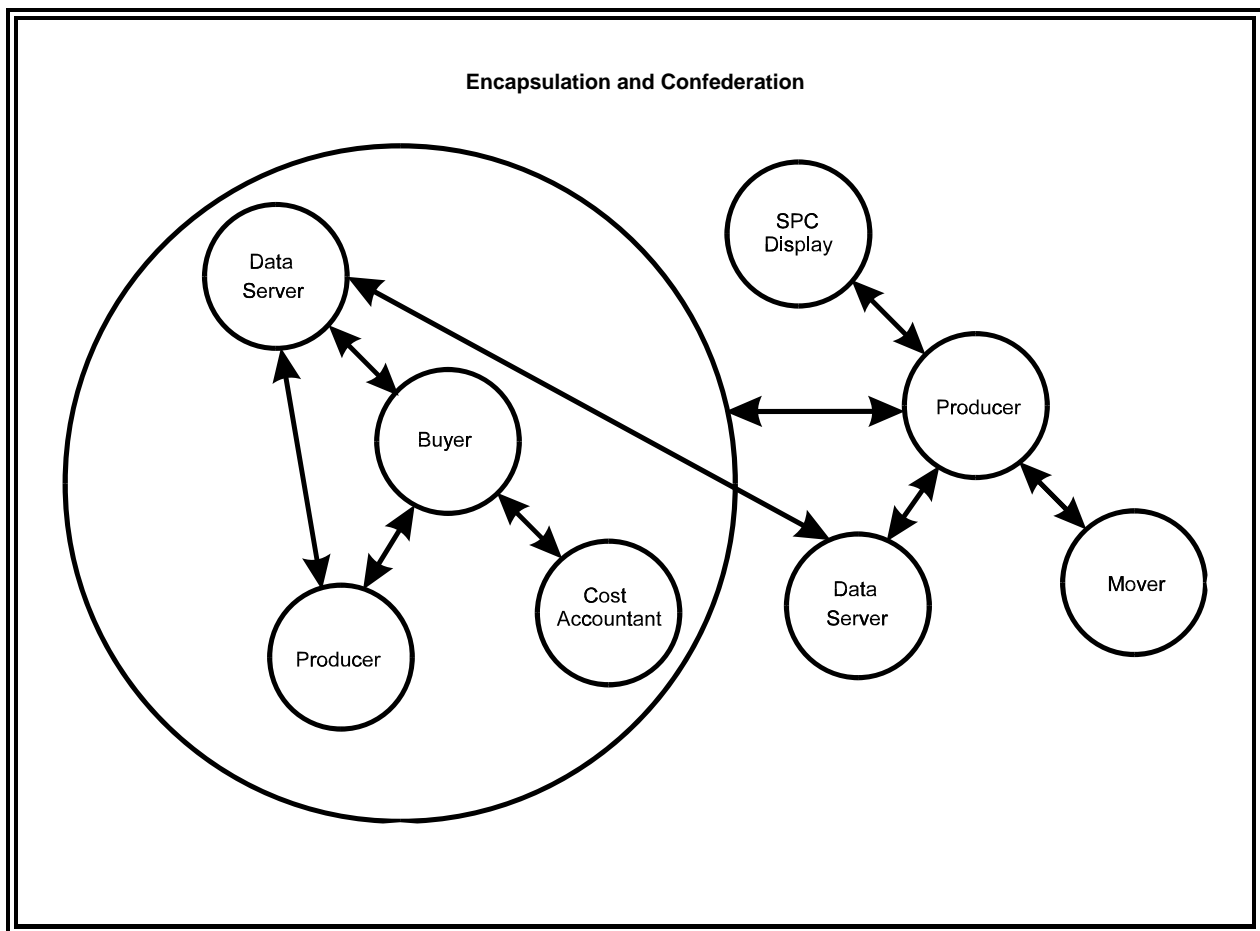 Encapsulation and Confederation
SPC
Display
Data
Server
Producer
Buyer
Data
Server
Mover
Cost
Accountant
Producer